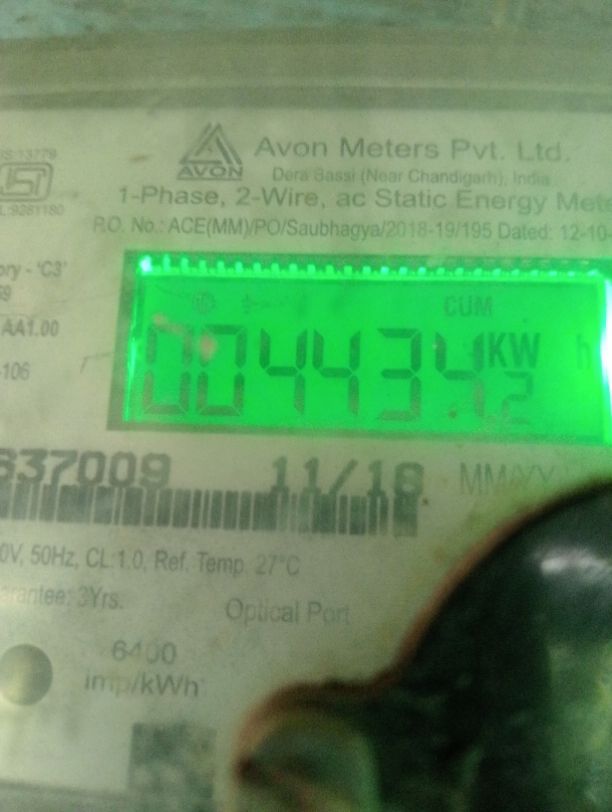 IS:13779
AVON
Avon Meters Pvt. Ltd.
Dera Bassi (Near Chandigarh), India
1-Phase, 2-Wire, ac Static Energy Mete
P.O. No.: ACE(MM)/PO/Saubhagya/2018-19/195 Dated: 12-10-
ory - 'C3'
69
AA1.00
-106
CUM
004434.2
KW h
637009 11/18 MM/YY
0V, 50Hz, CL:1.0, Ref. Temp. 27°C
arantee: 3Yrs.
Optical Port
6400
imp/kWh